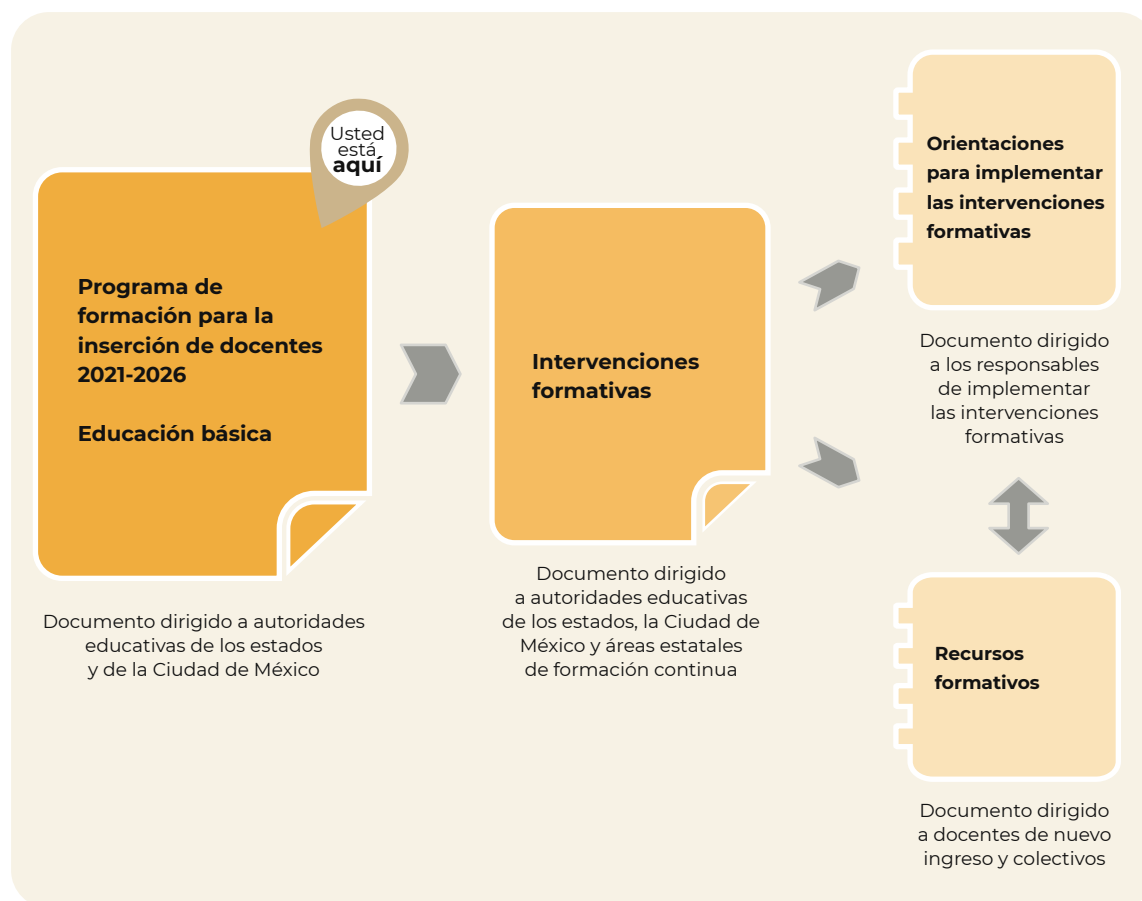 Usted
está
aquí
Programa de
formación para la
inserción de docentes
2021-2026
Educación básica
Documento dirigido a autoridades
educativas de los estados
y de la Ciudad de México
Intervenciones
formativas
Documento dirigido
a autoridades educativas
de los estados, la Ciudad de
México y áreas estatales
de formación continua
Orientaciones
para implementar
las intervenciones
formativas
Documento dirigido
a los responsables
de implementar
las intervenciones
formativas
Recursos
formativos
Documento dirigido
a docentes de nuevo
ingreso y colectivos